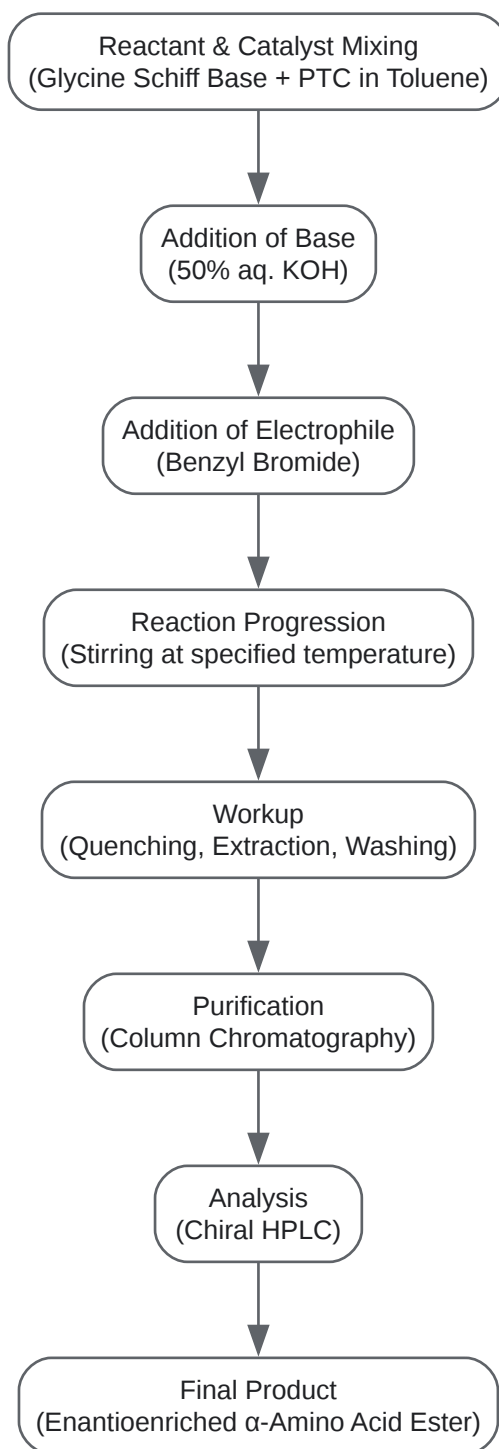 Reactant & Catalyst Mixing
(Glycine Schiff Base + PTC in Toluene)
Addition of Base
(50% aq. KOH)
Addition of Electrophile
(Benzyl Bromide)
Reaction Progression
(Stirring at specified temperature)
Workup
(Quenching, Extraction, Washing)
Purification
(Column Chromatography)
Analysis
(Chiral HPLC)
Final Product
(Enantioenriched α-Amino Acid Ester)